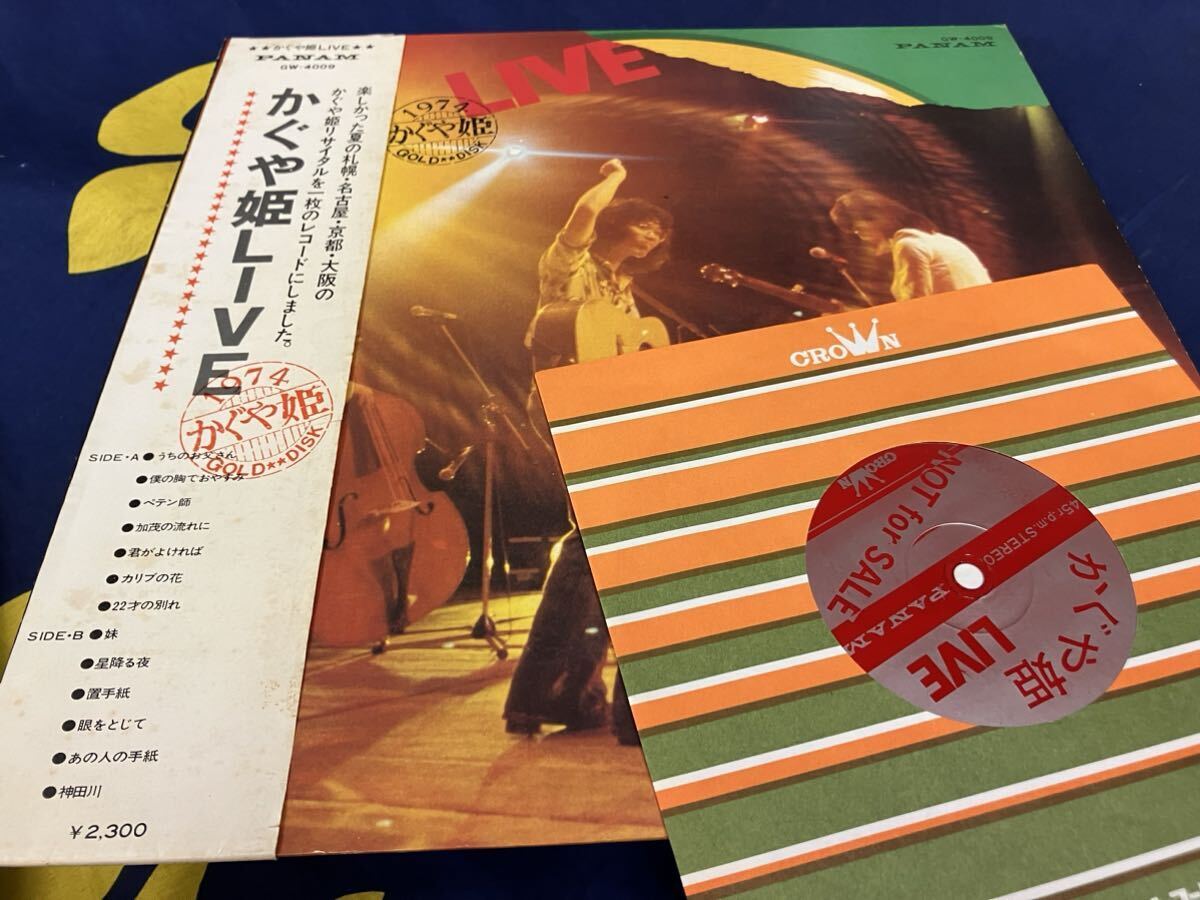 ★★かぐや姫LIVE★★
PANAM
GW-4009
かぐや姫LIVE
楽しかった夏の札幌・名古屋・京都・大阪の
かぐや姫リサイタルを一枚のレコードにしました。
1974
かぐや姫
GOLD★★DISK
SIDE・A ●うちのお父さん
●僕の胸でおやすみ
●ペテン師
●加茂の流れに
●君がよければ
●カリブの花
●22才の別れ
SIDE・B ●妹
●星降る夜
●置手紙
●眼をとじて
●あの人の手紙
●神田川
¥2,300
LIVE
1974
かぐや姫
GOLD★★DISK
GW-4009
PANAM
CROWN
CROWN
NOT for SALE
45r.p.m.STEREO
PANAM
かぐや姫
LIVE